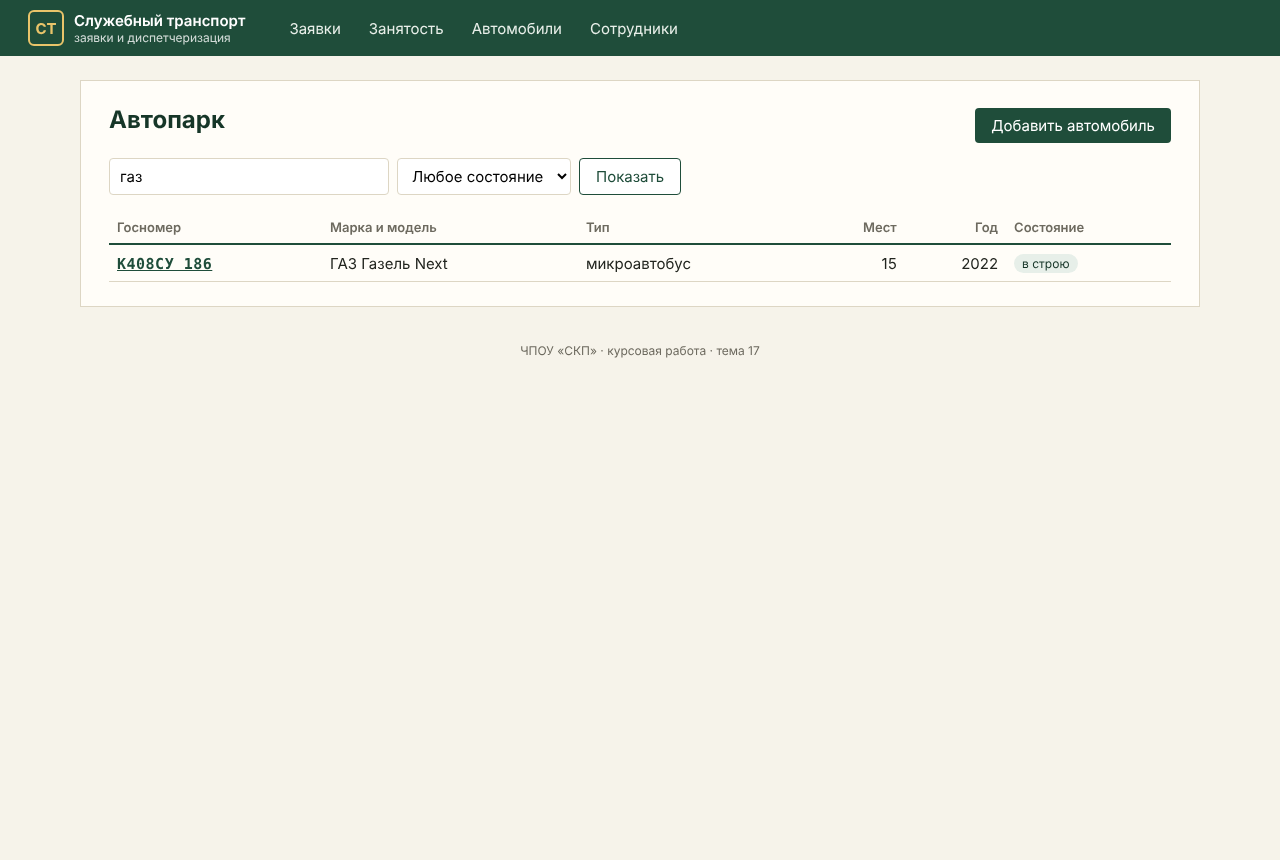 СТ
Служебный транспорт
заявки и диспетчеризация
Заявки Занятость Автомобили Сотрудники
Автопарк
Добавить автомобиль
газ Любое состояние Показать
Госномер Марка и модель Тип Мест Год Состояние
К408СУ 186 ГАЗ Газель Next микроавтобус 15 2022 в строю
ЧПОУ «СКП» · курсовая работа · тема 17